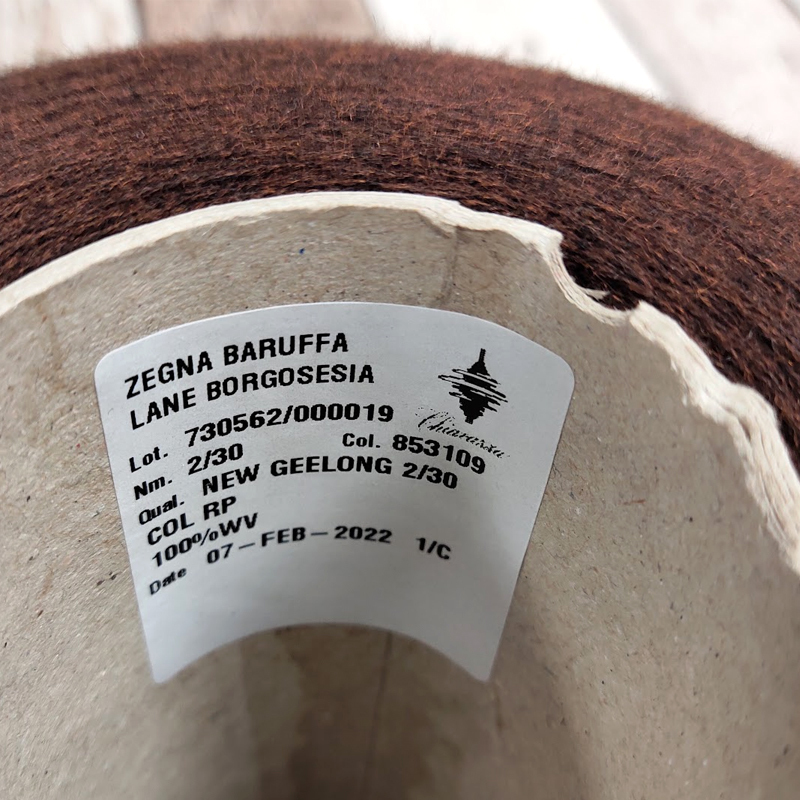 ZEGNA BARUFFA
LANE BORGOSESIA
Chiavazza
Lot. 730562/000019
Nm. 2/30 Col. 853109
Qual. NEW GEELONG 2/30
COL RP
100%WV
Date 07-FEB-2022 1/C